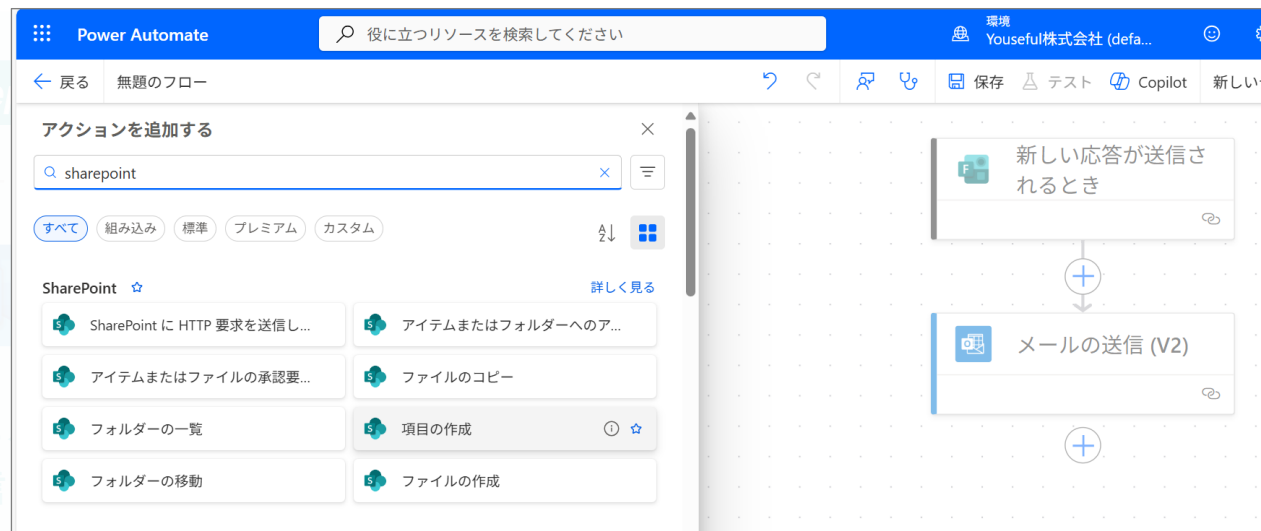 Power Automate
役に立つリソースを検索してください
環境
Youseful株式会社 (defa...
戻る
無題のフロー
保存
テスト
Copilot
新しい
アクションを追加する
sharepoint
すべて
組み込み
標準
プレミアム
カスタム
SharePoint
詳しく見る
SharePoint に HTTP 要求を送信し...
アイテムまたはフォルダーへのア...
アイテムまたはファイルの承認要...
ファイルのコピー
フォルダーの一覧
項目の作成
フォルダーの移動
ファイルの作成
新しい応答が送信さ
れるとき
メールの送信 (V2)